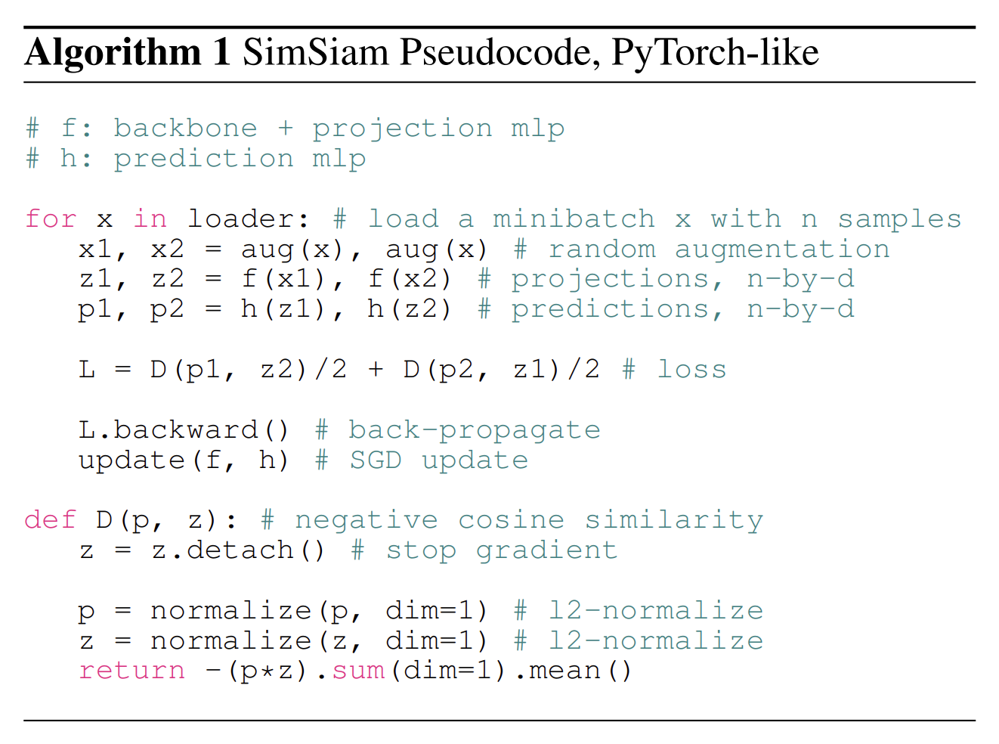 Algorithm 1 SimSiam Pseudocode, PyTorch-like
# f: backbone + projection mlp
# h: prediction mlp
for x in loader: # load a minibatch x with n samples
x1, x2 = aug(x), aug(x) # random augmentation
z1, z2 = f(x1), f(x2) # projections, n-by-d
p1, p2 = h(z1), h(z2) # predictions, n-by-d
L = D(p1, z2)/2 + D(p2, z1)/2 # loss
L.backward() # back-propagate
update(f, h) # SGD update
def D(p, z): # negative cosine similarity
z = z.detach() # stop gradient
p = normalize(p, dim=1) # l2-normalize
z = normalize(z, dim=1) # l2-normalize
return -(p*z).sum(dim=1).mean()